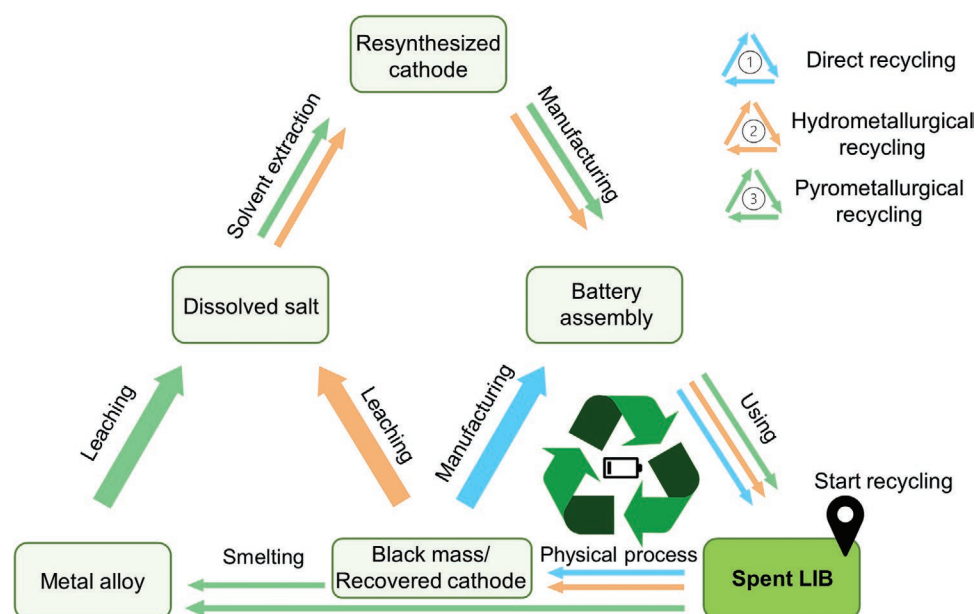 Resynthesized
cathode
① Direct recycling
② Hydrometallurgical
recycling
③ Pyrometallurgical
recycling
Solvent extraction
Manufacturing
Dissolved salt
Battery
assembly
Leaching
Leaching
Manufacturing
Using
Start recycling
Metal alloy
Smelting
Black mass/
Recovered cathode
Physical process
Spent LIB